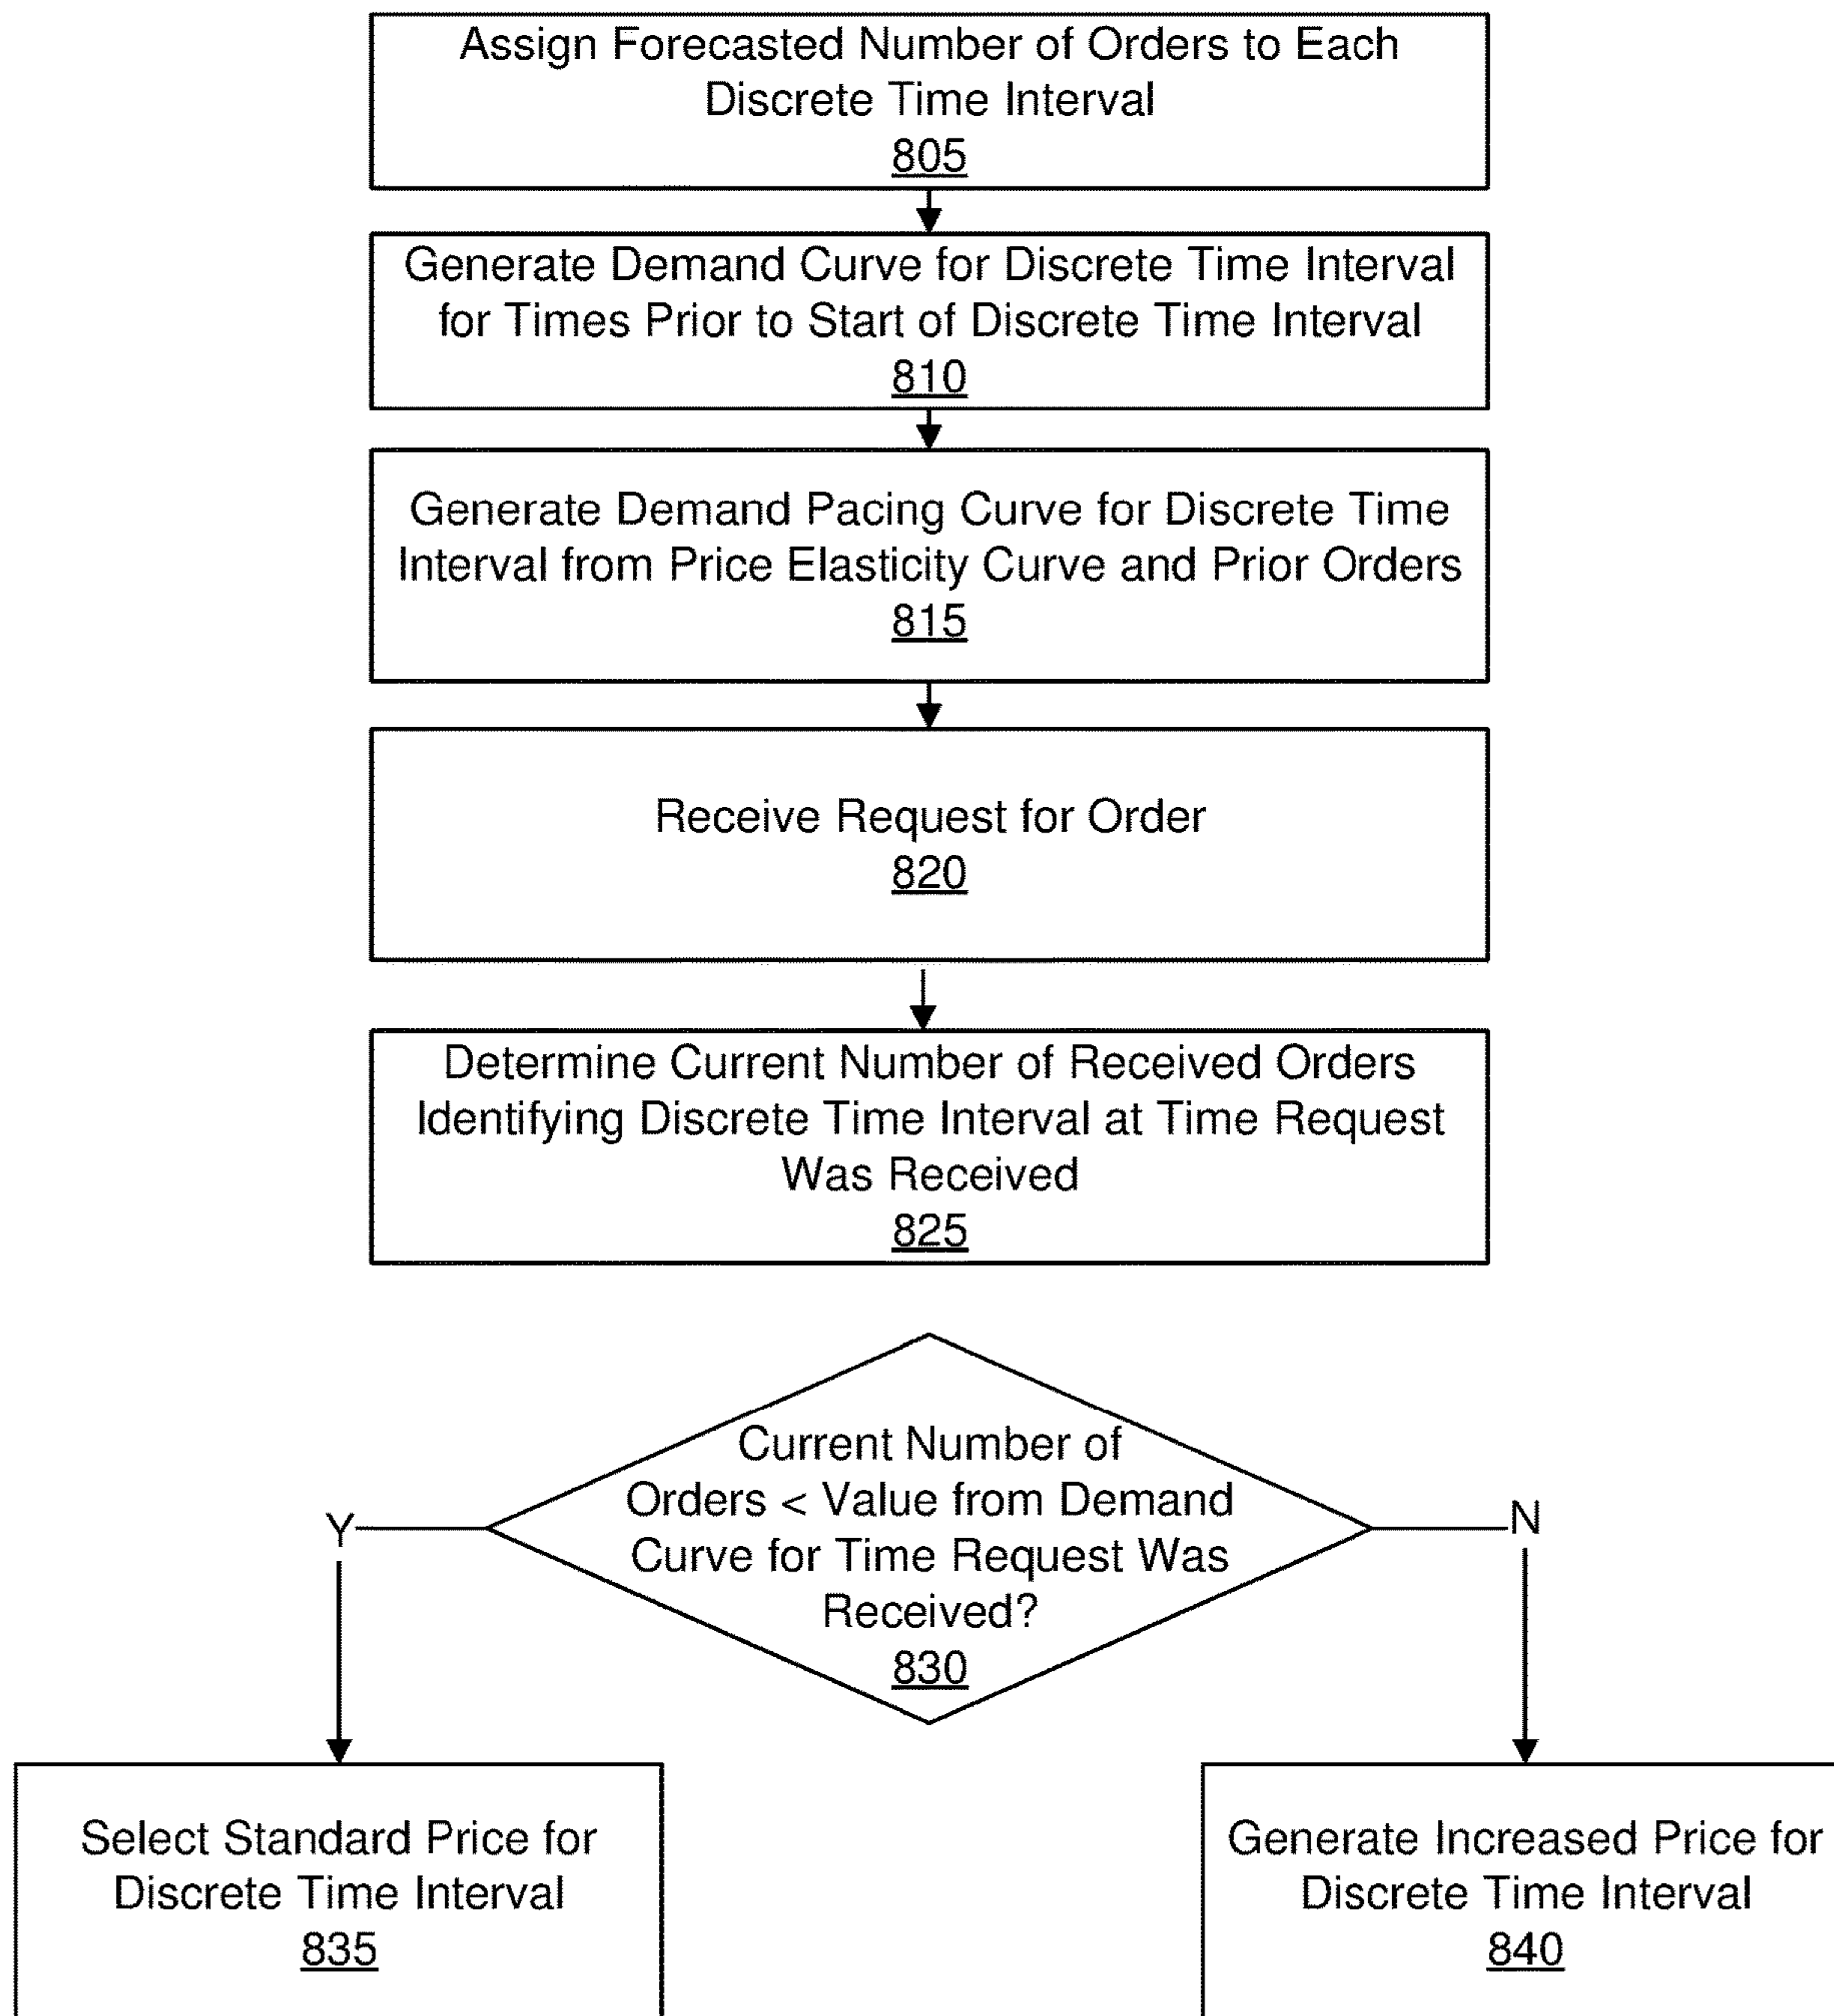 Assign Forecasted Number of Orders to Each
Discrete Time Interval
805
Generate Demand Curve for Discrete Time Interval
for Times Prior to Start of Discrete Time Interval
810
Generate Demand Pacing Curve for Discrete Time
Interval from Price Elasticity Curve and Prior Orders
815
Receive Request for Order
820
Determine Current Number of Received Orders
Identifying Discrete Time Interval at Time Request
Was Received
825
Current Number of
Orders < Value from Demand
Curve for Time Request Was
Received?
830
Y
N
Select Standard Price for
Discrete Time Interval
835
Generate Increased Price for
Discrete Time Interval
840